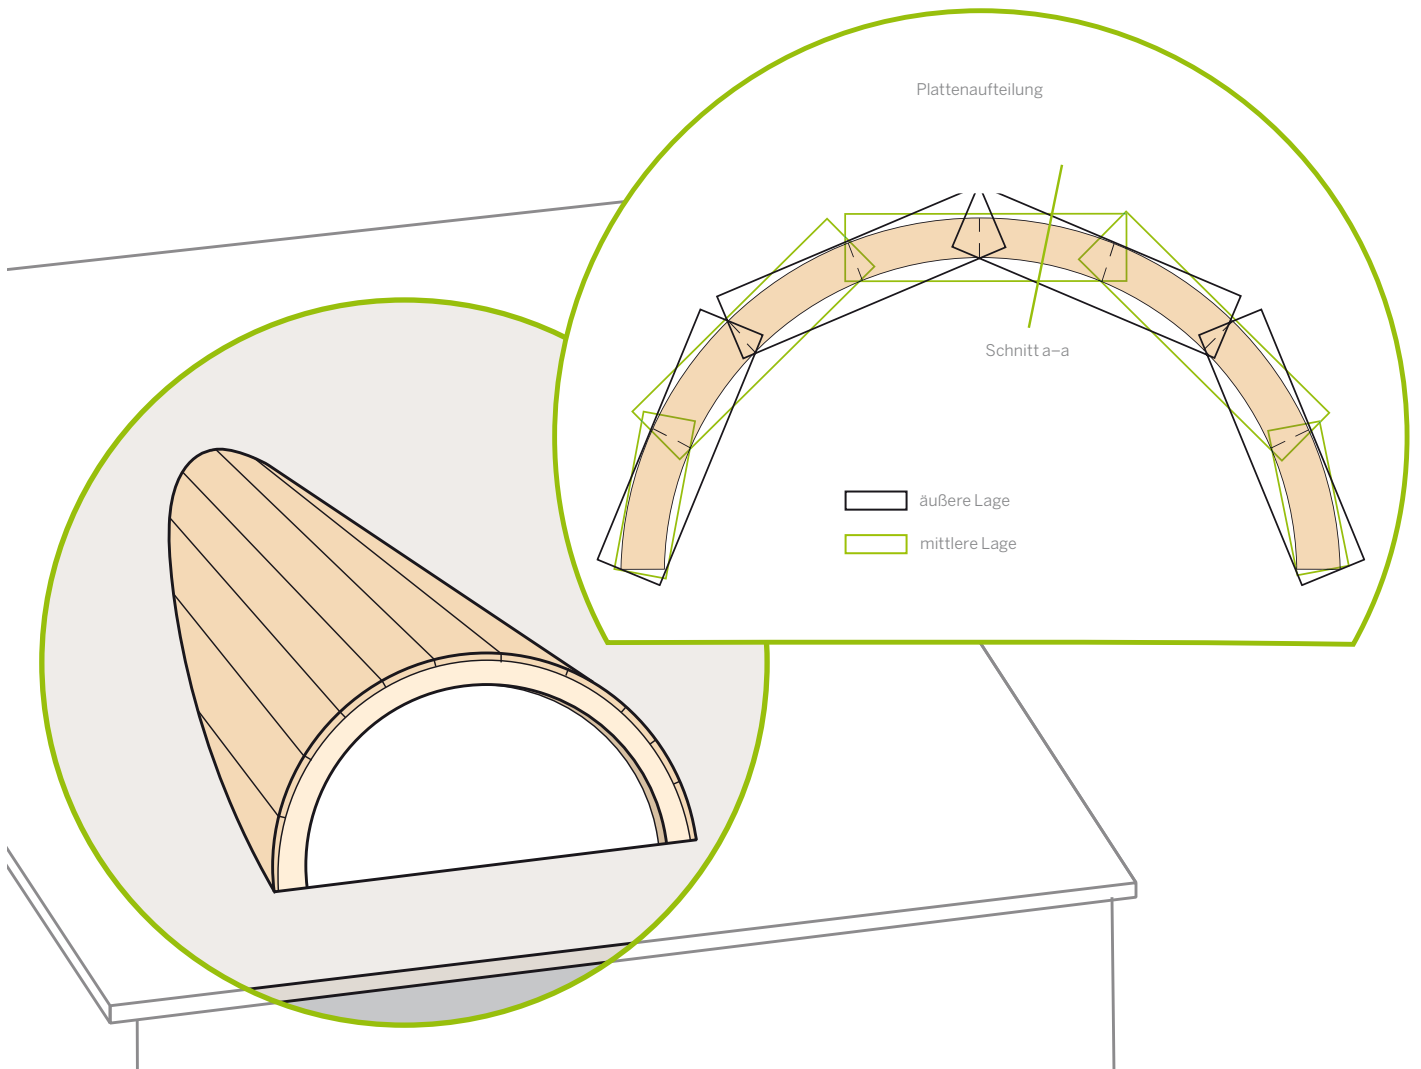 Plattenaufteilung
Schnitt a–a
äußere Lage
mittlere Lage